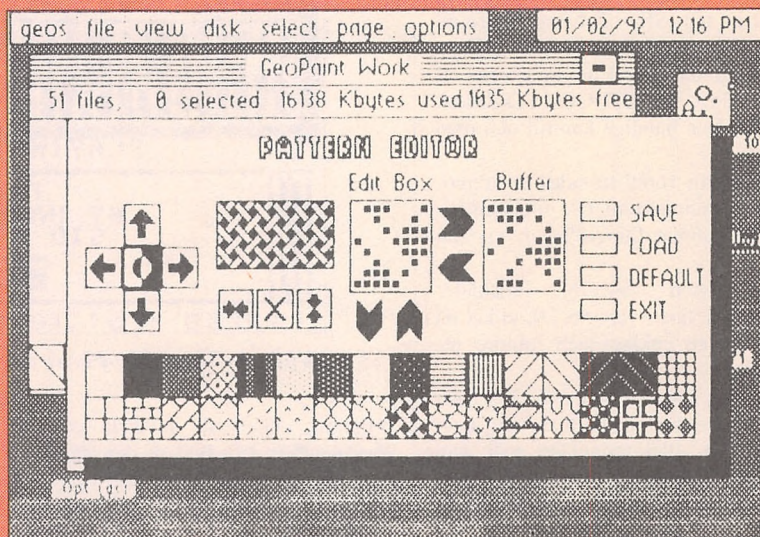 geos file view disk select page options
01/02/92 12:16 PM
GeoPaint Work
51 files, 0 selected 16138 Kbytes used 1035 Kbytes free
PATTERN EDITOR
Edit Box
Buffer
SAVE
LOAD
DEFAULT
EXIT